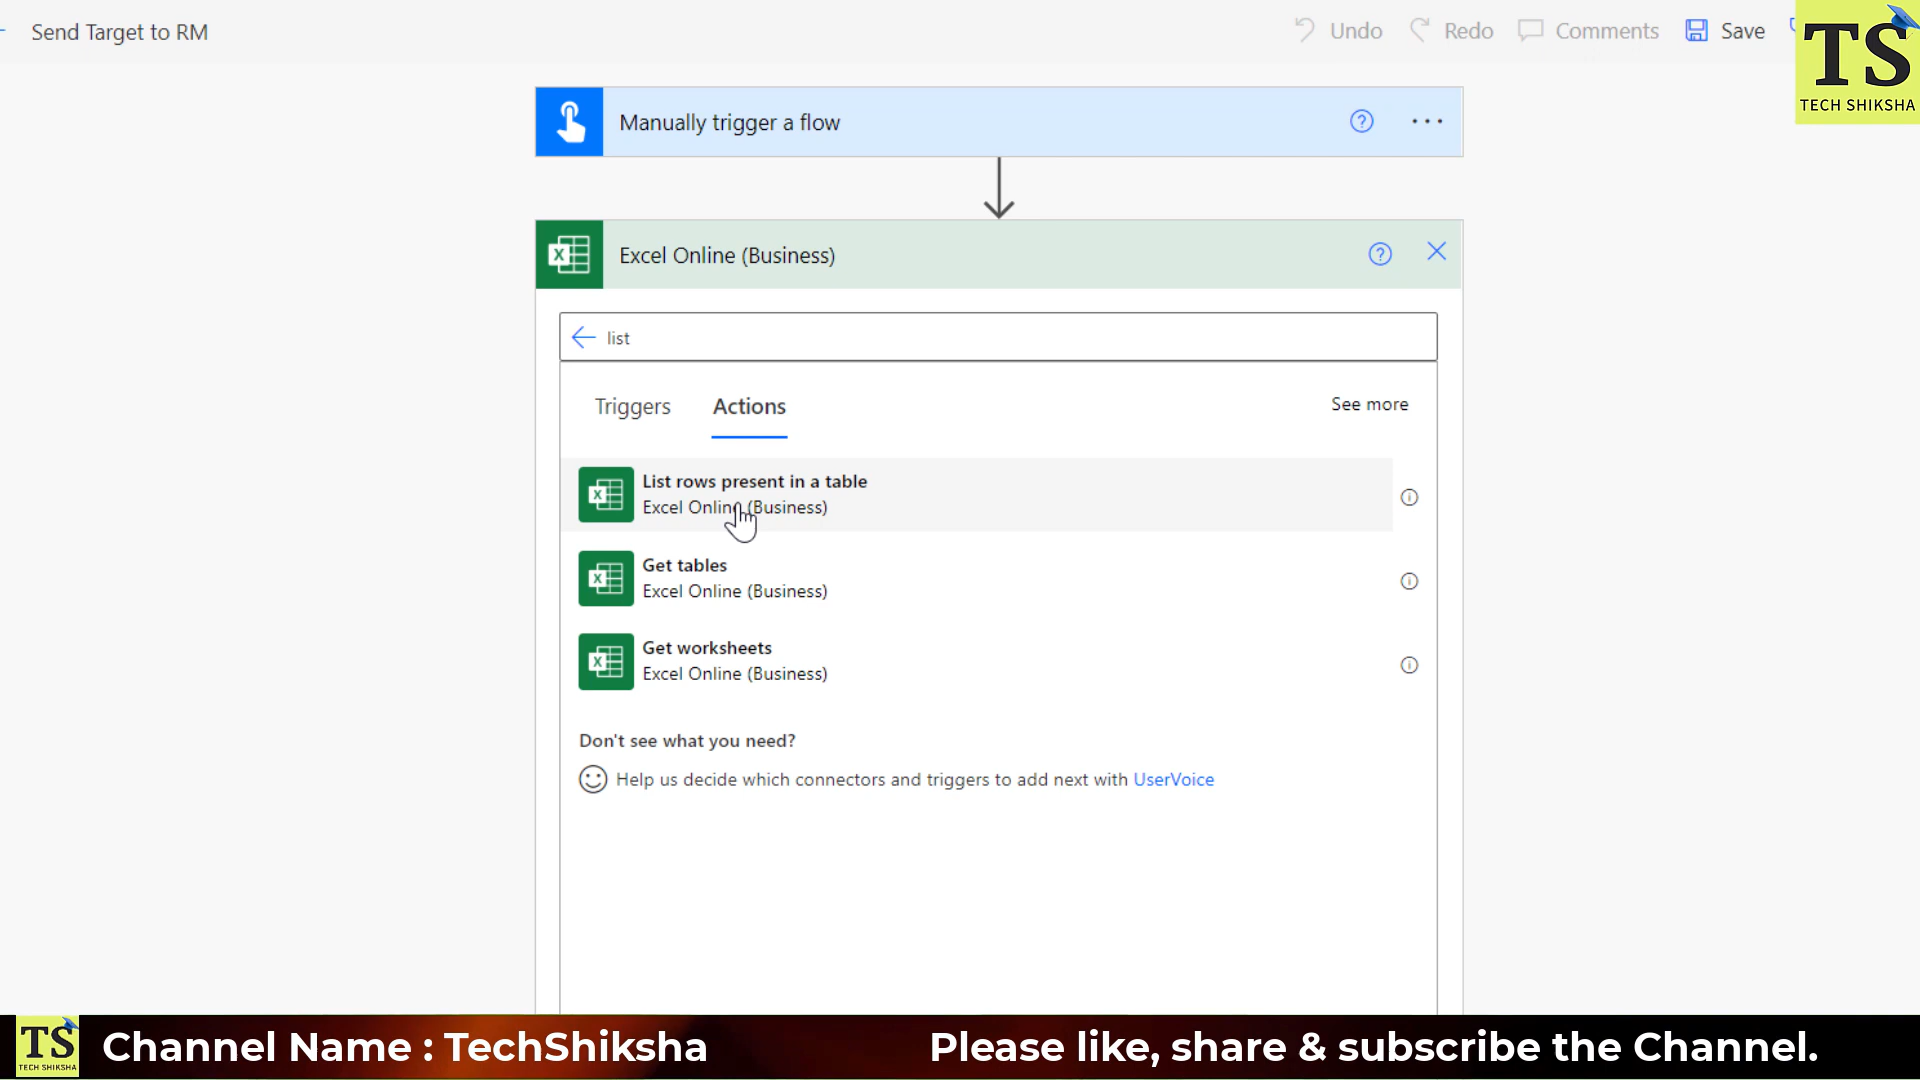 Send Target to RM
Undo
Redo
Comments
Save
TS
TECH SHIKSHA
Manually trigger a flow
Excel Online (Business)
list
Triggers
Actions
See more
List rows present in a table
Excel Online (Business)
Get tables
Excel Online (Business)
Get worksheets
Excel Online (Business)
Don't see what you need?
Help us decide which connectors and triggers to add next with UserVoice
TS
TECH SHIKSHA
Channel Name : TechShiksha
Please like, share & subscribe the Channel.